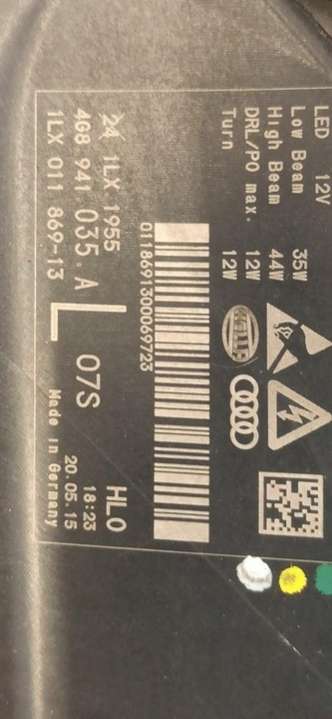 LED 12V
Low Beam 35W
High Beam 44W
DRL/PO max. 12W
Turn 12W
HELLA
0118691300069723
24 1LX 1955
4G8 941 035.A
1LX 011 869-13
L 07S
HL0
18:23
20.05.15
Made in Germany